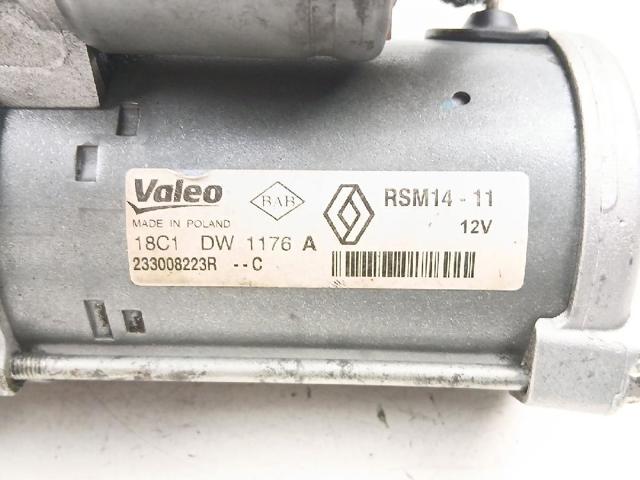 Valeo BAB RSM14 - 11
MADE IN POLAND 12V
18C1 DW 1176 A
233008223R --C